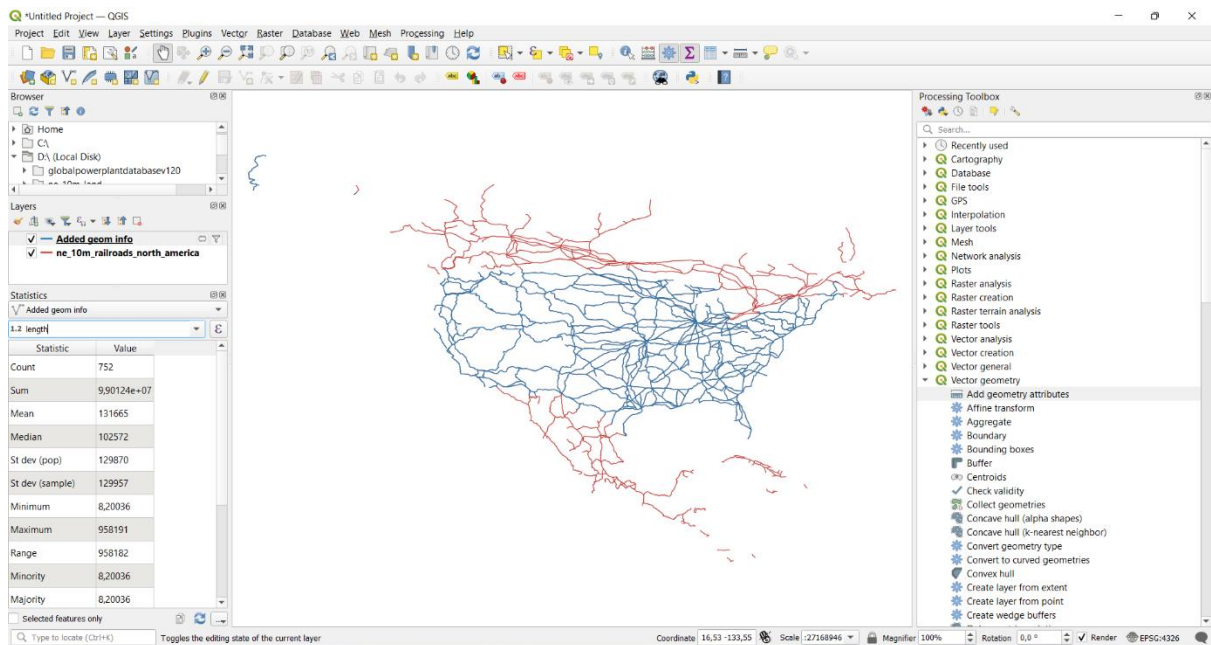 *Untitled Project — QGIS
Project Edit View Layer Settings Plugins Vector Raster Database Web Mesh Processing Help
Browser
Home
C:\
D:\ (Local Disk)
globalpowerplantdatabasev120
ne_10m_land
Layers
Added geom info
ne_10m_railroads_north_america
Statistics
Added geom info
1.2 length
Statistic Value
Count 752
Sum 9,90124e+07
Mean 131665
Median 102572
St dev (pop) 129870
St dev (sample) 129957
Minimum 8,20036
Maximum 958191
Range 958182
Minority 8,20036
Majority 8,20036
Selected features only
Processing Toolbox
Search...
Recently used
Cartography
Database
File tools
GPS
Interpolation
Layer tools
Mesh
Network analysis
Plots
Raster analysis
Raster creation
Raster terrain analysis
Raster tools
Vector analysis
Vector creation
Vector general
Vector geometry
Add geometry attributes
Affine transform
Aggregate
Boundary
Bounding boxes
Buffer
Centroids
Check validity
Collect geometries
Concave hull (alpha shapes)
Concave hull (k-nearest neighbor)
Convert geometry type
Convert to curved geometries
Convex hull
Create layer from extent
Create layer from point
Create wedge buffers
Type to locate (Ctrl+K) Toggles the editing state of the current layer Coordinate 16,53 -133,55 Scale :27168946 Magnifier 100% Rotation 0,0 ° Render EPSG:4326